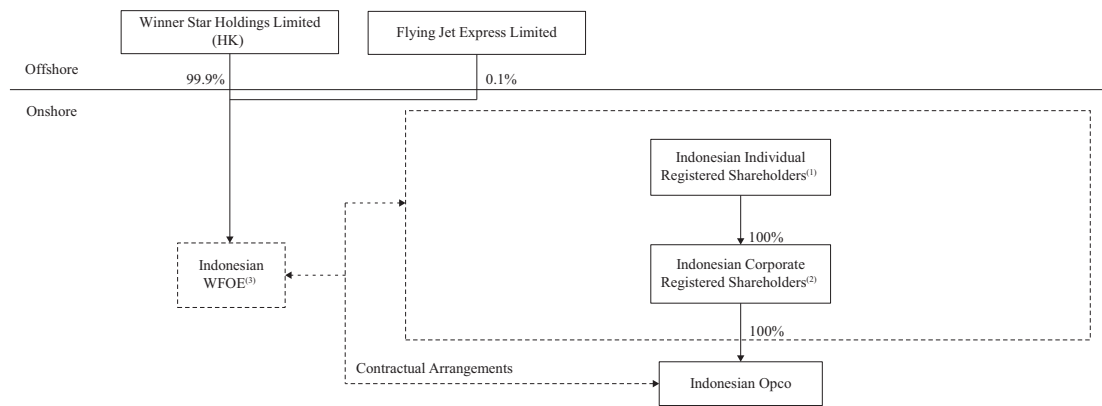 Winner Star Holdings Limited
(HK)
Flying Jet Express Limited
Offshore
99.9%
0.1%
Onshore
Indonesian Individual
Registered Shareholders(1)
100%
Indonesian
WFOE(3)
Indonesian Corporate
Registered Shareholders(2)
100%
Contractual Arrangements
Indonesian Opco